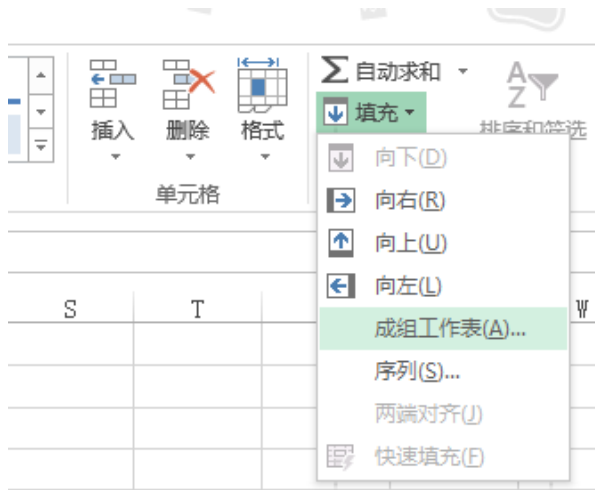 自动求和
填充
插入 删除 格式
排序和筛选
单元格
向下(D)
向右(R)
向上(U)
向左(L)
S T W
成组工作表(A)...
序列(S)...
两端对齐(J)
快速填充(F)